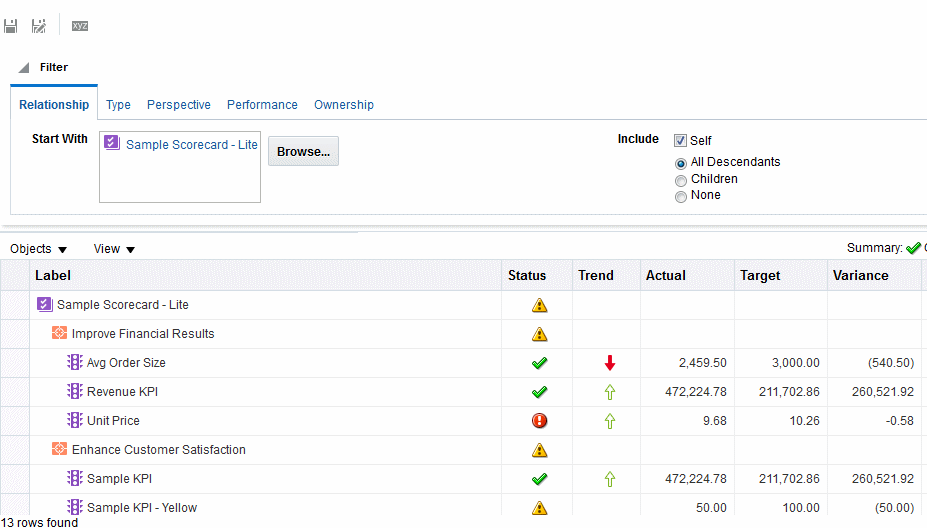 xyz
Filter
Relationship Type Perspective Performance Ownership
Start With Sample Scorecard - Lite Browse... Include Self
All Descendants
Children
None
Objects View Summary:
Label Status Trend Actual Target Variance
Sample Scorecard - Lite
Improve Financial Results
Avg Order Size 2,459.50 3,000.00 (540.50)
Revenue KPI 472,224.78 211,702.86 260,521.92
Unit Price 9.68 10.26 -0.58
Enhance Customer Satisfaction
Sample KPI 472,224.78 211,702.86 260,521.92
Sample KPI - Yellow 50.00 100.00 (50.00)
13 rows found